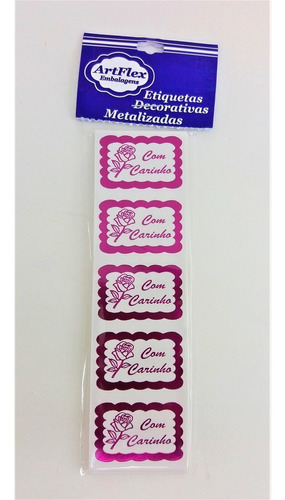 ArtFlex
Embalagens
Etiquetas
Decorativas
Metalizadas
Com
Carinho
Com
Carinho
Com
Carinho
Com
Carinho
Com
Carinho